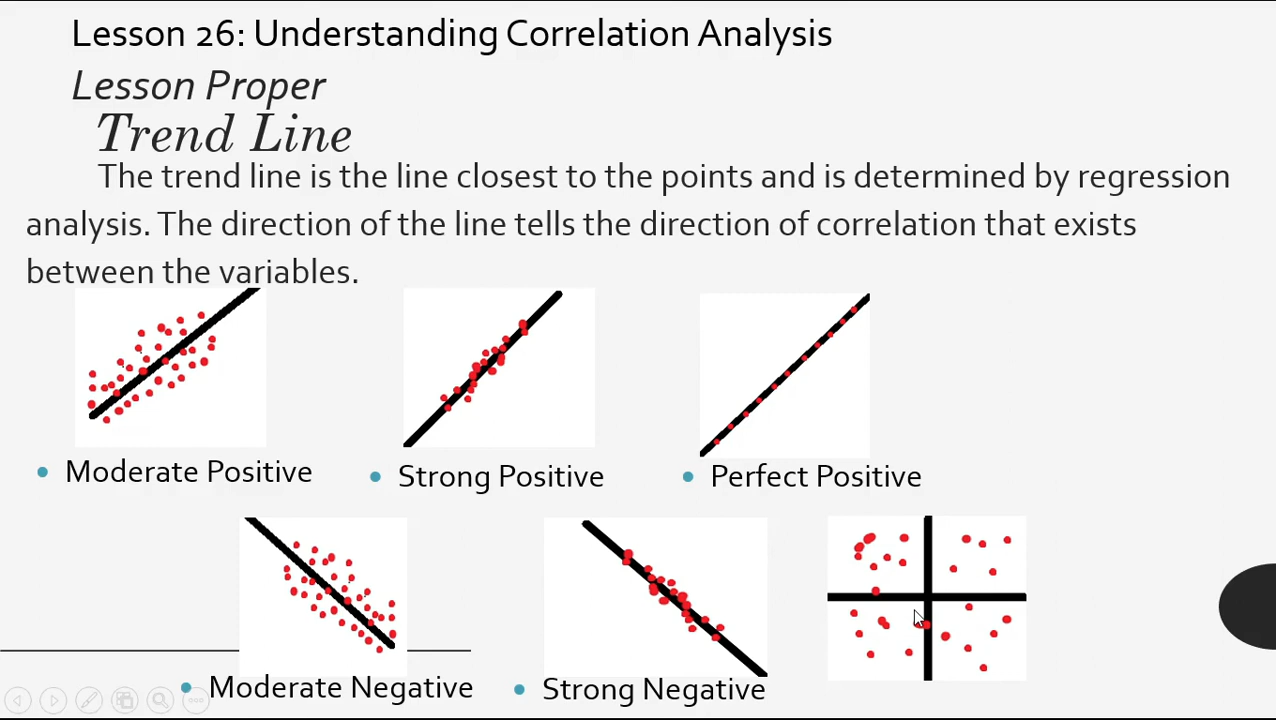 Lesson 26: Understanding Correlation Analysis
Lesson Proper
Trend Line
The trend line is the line closest to the points and is determined by regression
analysis. The direction of the line tells the direction of correlation that exists
between the variables.
• Moderate Positive
• Strong Positive
• Perfect Positive
• Moderate Negative
• Strong Negative